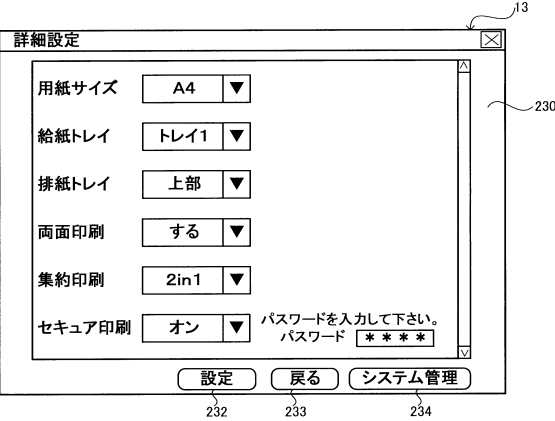 13
詳細設定
用紙サイズ A4 ▼
230
給紙トレイ トレイ1 ▼
排紙トレイ 上部 ▼
両面印刷 する ▼
集約印刷 2in1 ▼
セキュア印刷 オン ▼ パスワードを入力して下さい。
パスワード ＊＊＊＊
設定 戻る システム管理
232 233 234